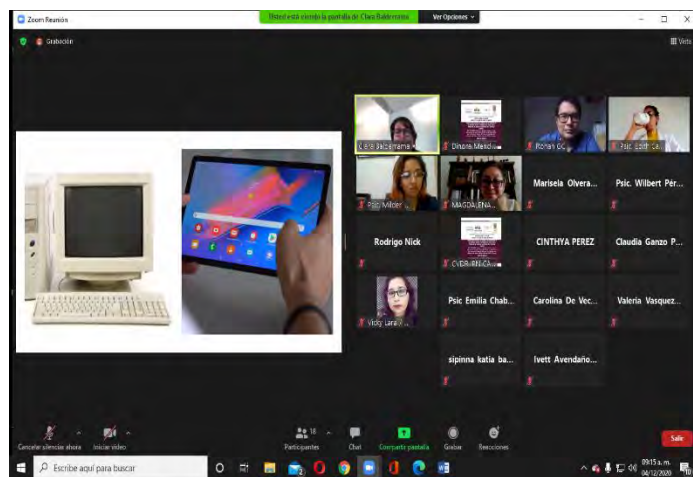 Zoom Reunión
Usted está viendo la pantalla de Clara Balderrama
Ver Opciones
Grabación
Vista
Clara Balderrama
Rohan GC
Psic. Edith Ca...
Psic Milder
MAGDALENA...
Marisela Olvera...
Psic. Wilbert Pér...
Rodrigo Nick
CINTHYA PEREZ
Claudia Ganzo P...
Vicky Lara
Psic Emilia Chab...
Carolina De Vec...
Valeria Vasquez...
sipinna katia ba...
Ivett Avendaño...
Cancelar silenciar ahora
Iniciar video
18
Participantes
Chat
Compartir pantalla
Grabar
Reacciones
Salir
Escribe aquí para buscar
09:15 a. m.
04/12/2020